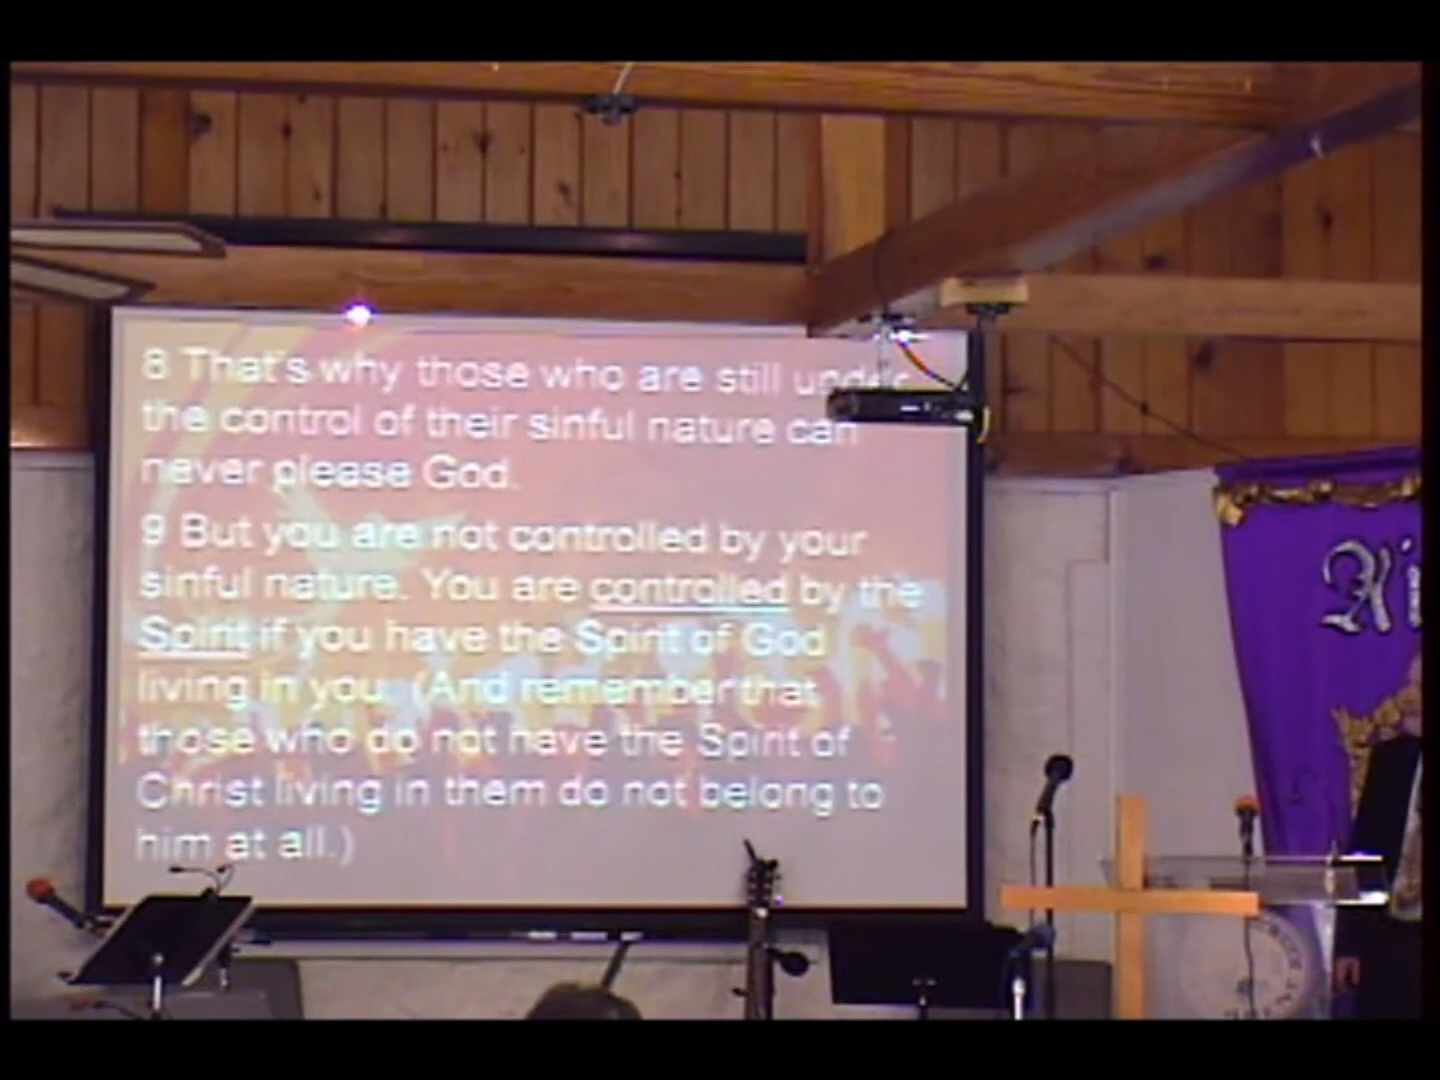 8 That's why those who are still under
the control of their sinful nature can
never please God.
9 But you are not controlled by your
sinful nature. You are controlled by the
Spirit if you have the Spirit of God
living in you. (And remember that
those who do not have the Spirit of
Christ living in them do not belong to
him at all.)